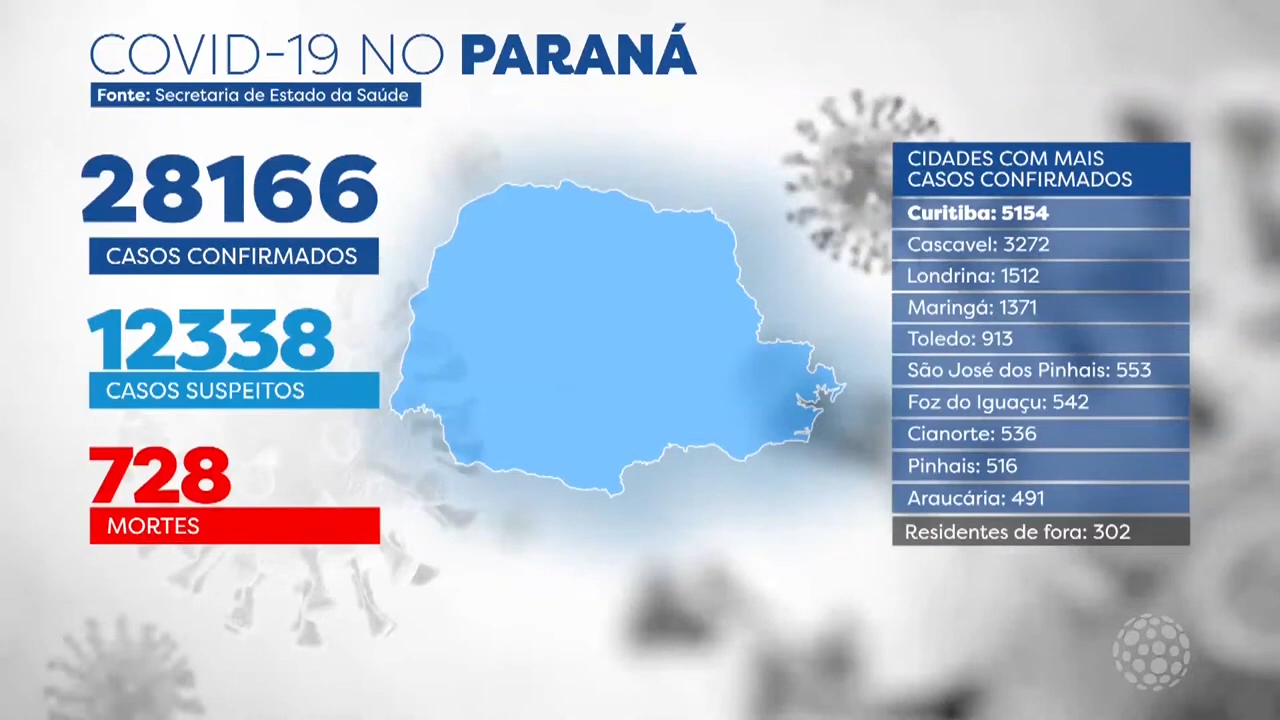 COVID-19 NO PARANÁ
Fonte: Secretaria de Estado da Saúde
28166
CASOS CONFIRMADOS
12338
CASOS SUSPEITOS
728
MORTES
CIDADES COM MAIS
CASOS CONFIRMADOS
Curitiba: 5154
Cascavel: 3272
Londrina: 1512
Maringá: 1371
Toledo: 913
São José dos Pinhais: 553
Foz do Iguaçu: 542
Cianorte: 536
Pinhais: 516
Araucária: 491
Residentes de fora: 302